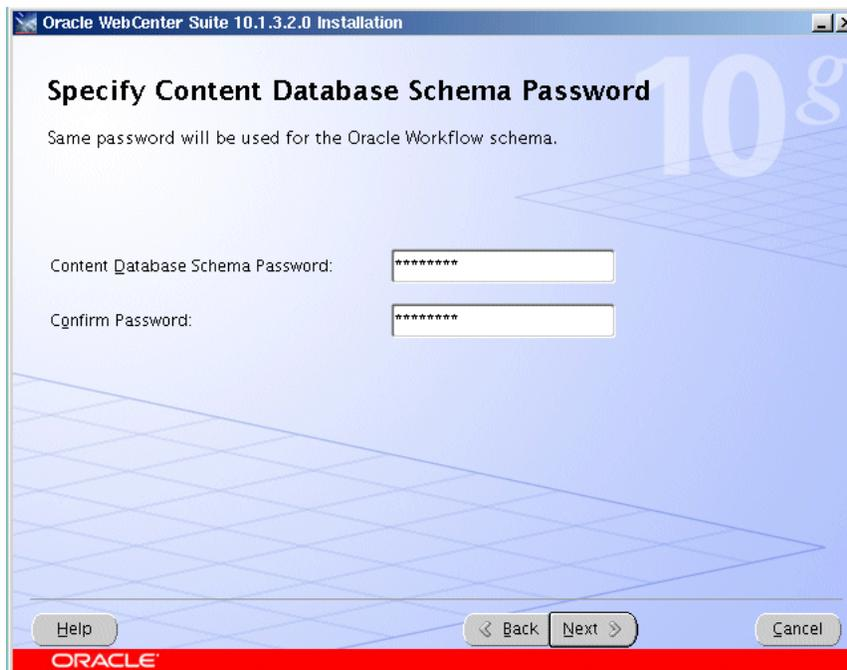 Oracle WebCenter Suite 10.1.3.2.0 Installation
10g
Specify Content Database Schema Password
Same password will be used for the Oracle Workflow schema.
Content Database Schema Password: ********
Confirm Password: ********
Help Back Next Cancel
ORACLE